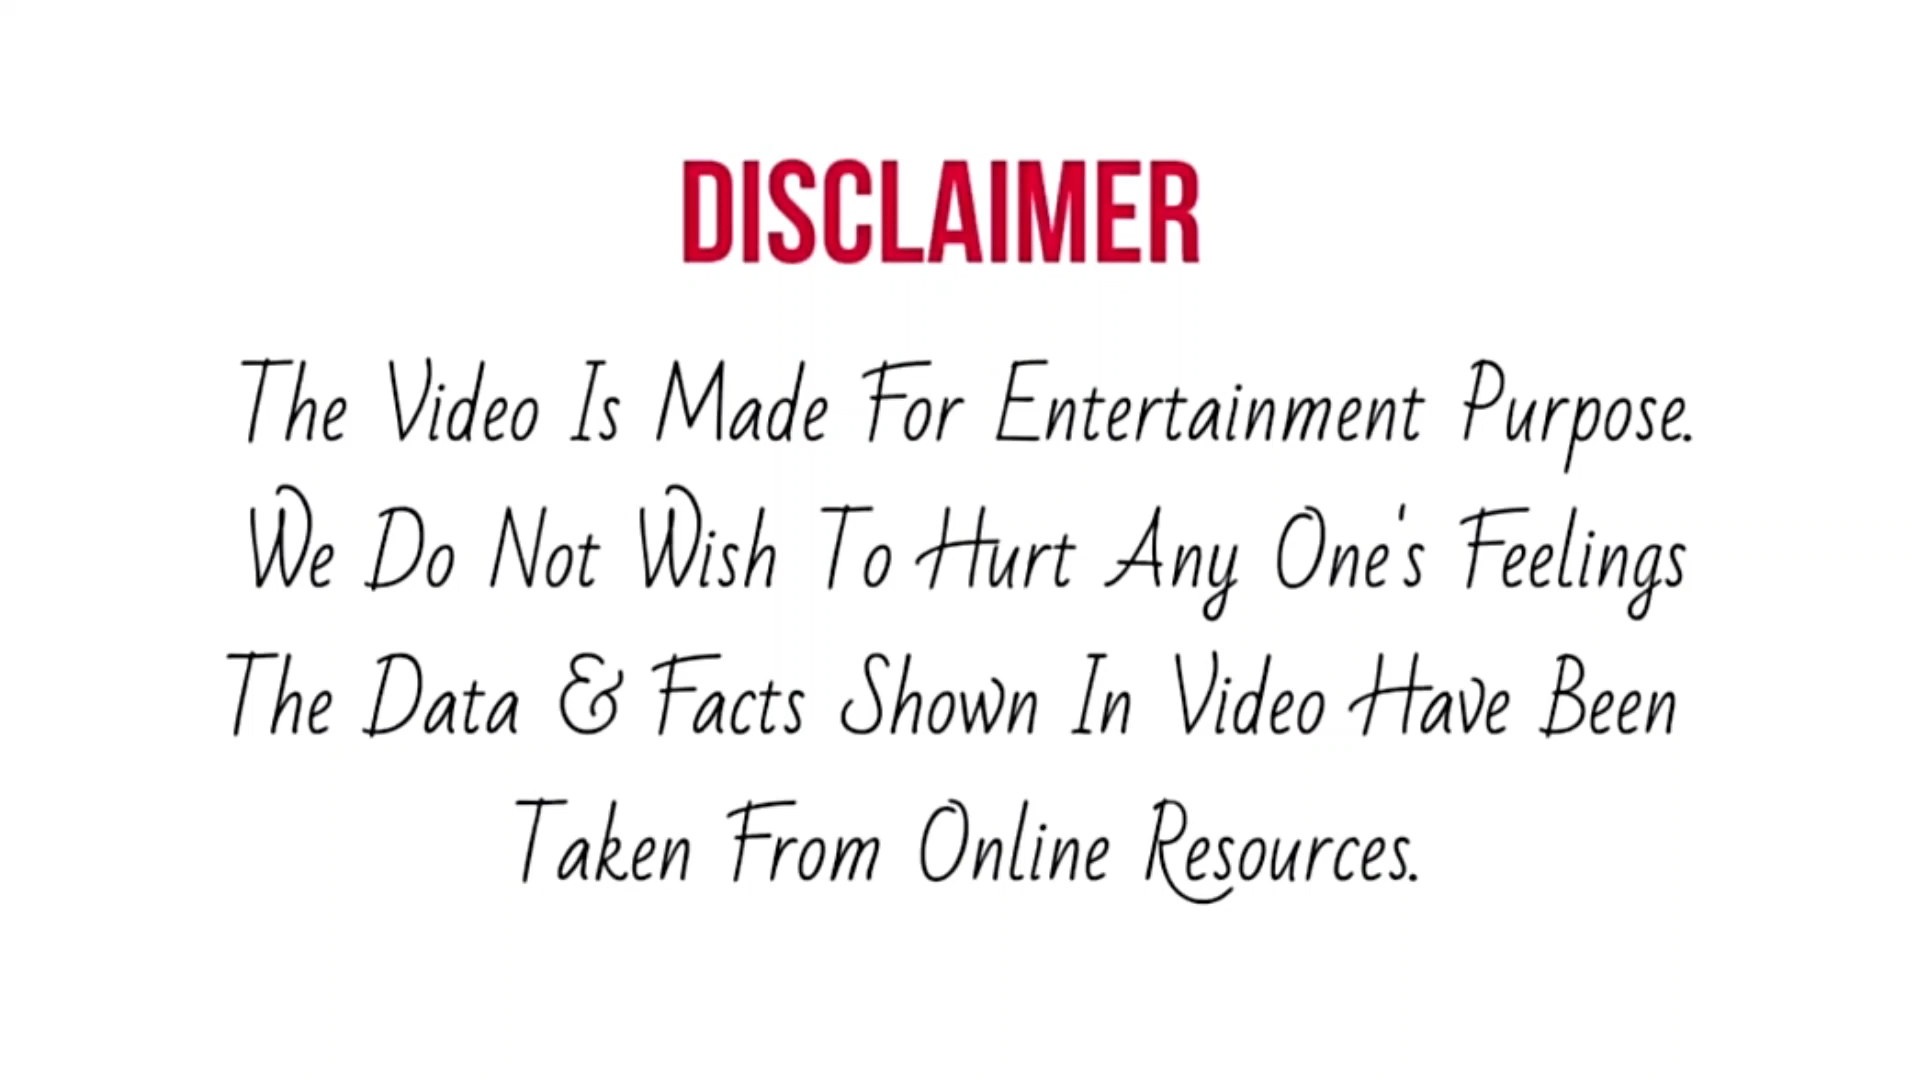 DISCLAIMER
The Video Is Made For Entertainment Purpose.
We Do Not Wish To Hurt Any One's Feelings
The Data & Facts Shown In Video Have Been
Taken From Online Resources.